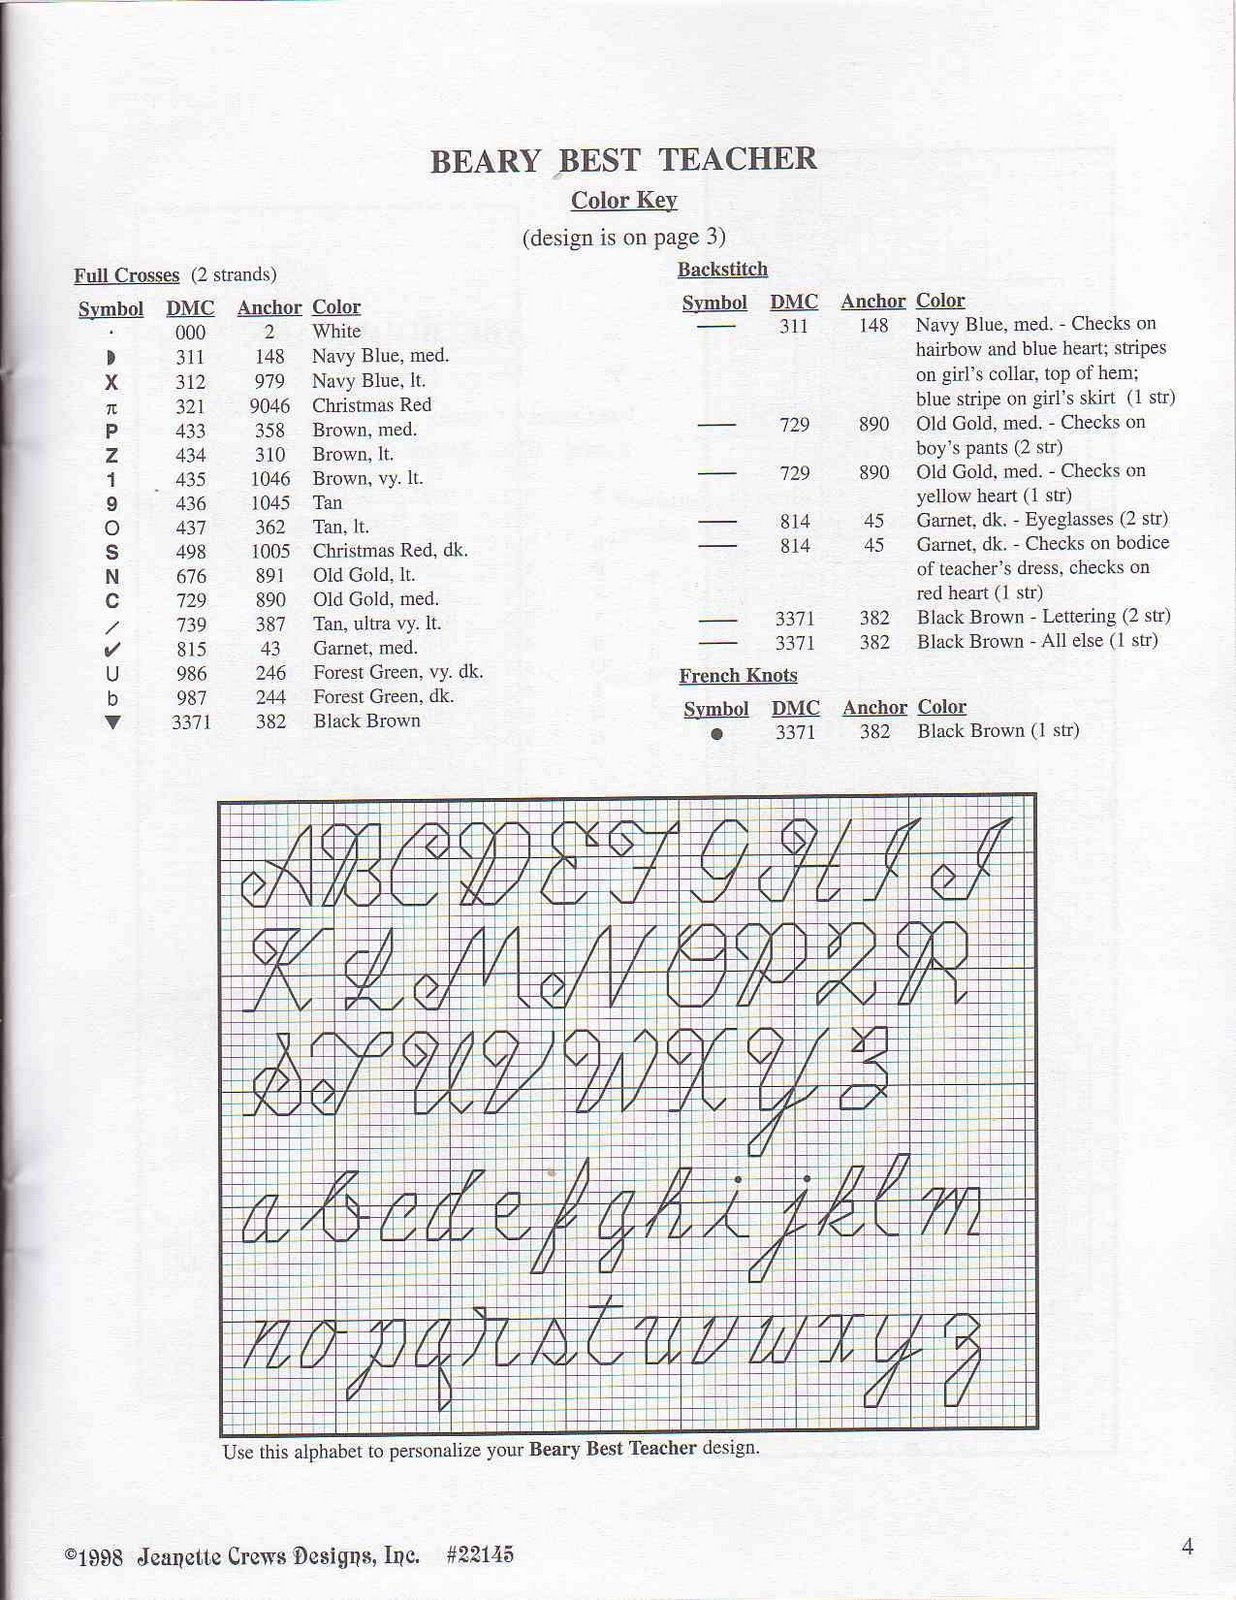 BEARY BEST TEACHER
Color Key
(design is on page 3)
Full Crosses (2 strands)
Symbol DMC Anchor Color
· 000 2 White
◗ 311 148 Navy Blue, med.
X 312 979 Navy Blue, lt.
π 321 9046 Christmas Red
P 433 358 Brown, med.
Z 434 310 Brown, lt.
1 435 1046 Brown, vy. lt.
9 436 1045 Tan
O 437 362 Tan, lt.
S 498 1005 Christmas Red, dk.
N 676 891 Old Gold, lt.
C 729 890 Old Gold, med.
/ 739 387 Tan, ultra vy. lt.
✓ 815 43 Garnet, med.
U 986 246 Forest Green, vy. dk.
b 987 244 Forest Green, dk.
▼ 3371 382 Black Brown
Backstitch
Symbol DMC Anchor Color
— 311 148 Navy Blue, med. - Checks on
hairbow and blue heart; stripes
on girl's collar, top of hem;
blue stripe on girl's skirt (1 str)
— 729 890 Old Gold, med. - Checks on
boy's pants (2 str)
— 729 890 Old Gold, med. - Checks on
yellow heart (1 str)
— 814 45 Garnet, dk. - Eyeglasses (2 str)
— 814 45 Garnet, dk. - Checks on bodice
of teacher's dress, checks on
red heart (1 str)
— 3371 382 Black Brown - Lettering (2 str)
— 3371 382 Black Brown - All else (1 str)
French Knots
Symbol DMC Anchor Color
● 3371 382 Black Brown (1 str)
A B C D E F G H I J
K L M N O P Q R
S T U V W X Y Z
a b c d e f g h i j k l m
n o p q r s t u v w x y z
Use this alphabet to personalize your Beary Best Teacher design.
©1998 Jeanette Crews Designs, Inc. #22145
4